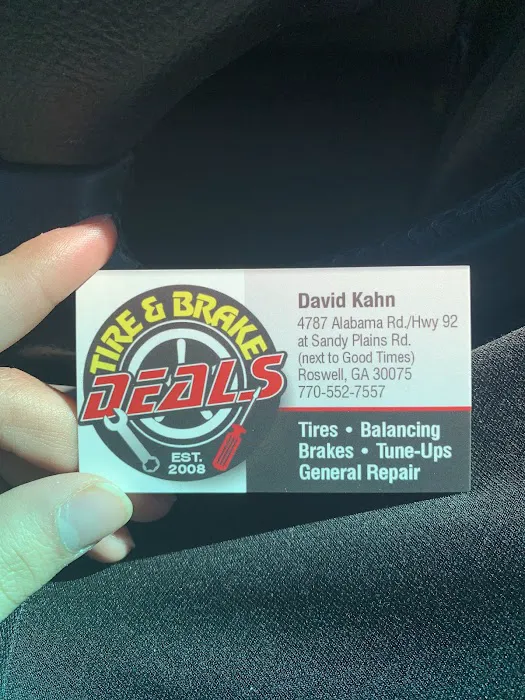 TIRE & BRAKE
DEALS
EST.
2008
David Kahn
4787 Alabama Rd./Hwy 92
at Sandy Plains Rd.
(next to Good Times)
Roswell, GA 30075
770-552-7557
Tires • Balancing
Brakes • Tune-Ups
General Repair